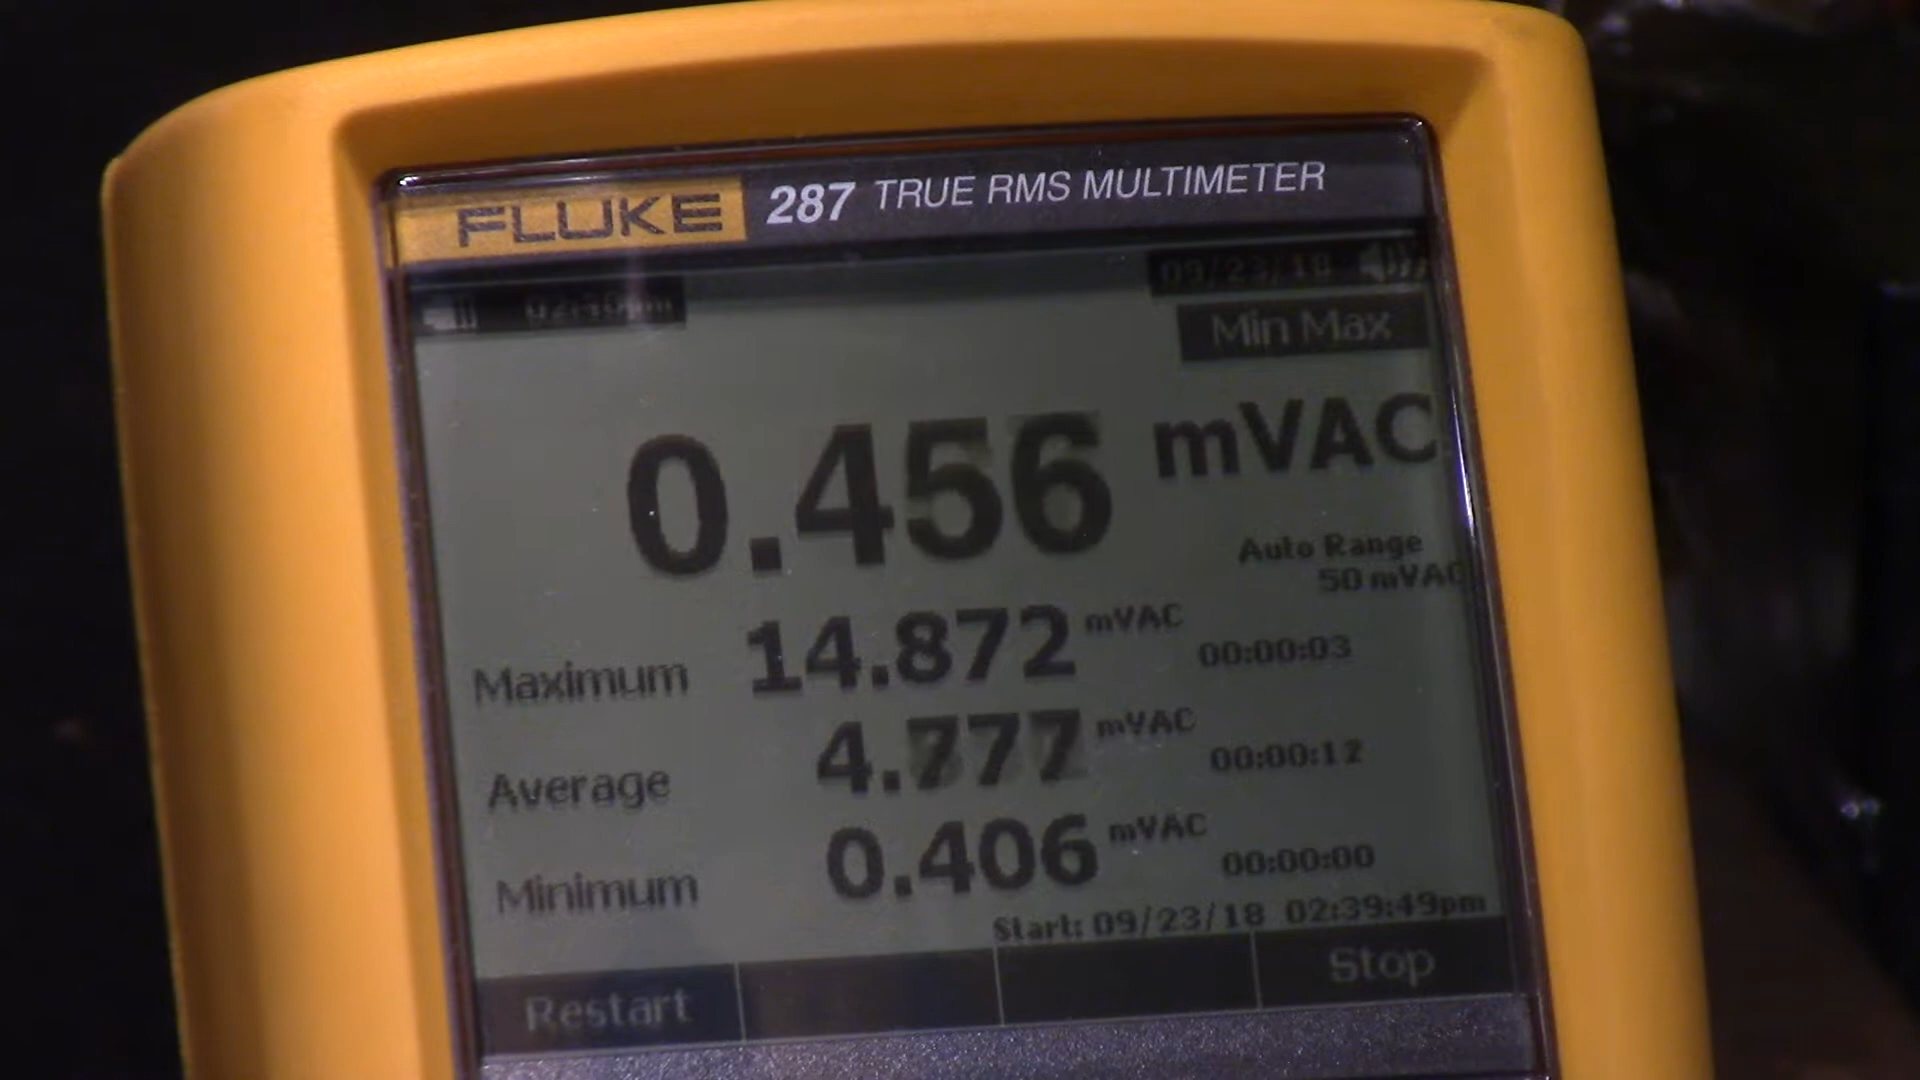 FLUKE 287 TRUE RMS MULTIMETER
09/23/18
Min Max
0.456 mVAC
Auto Range
50 mVAC
Maximum 14.872 mVAC 00:00:03
Average 4.777 mVAC 00:00:12
Minimum 0.406 mVAC 00:00:00
Start: 09/23/18 02:39:49pm
Restart Stop